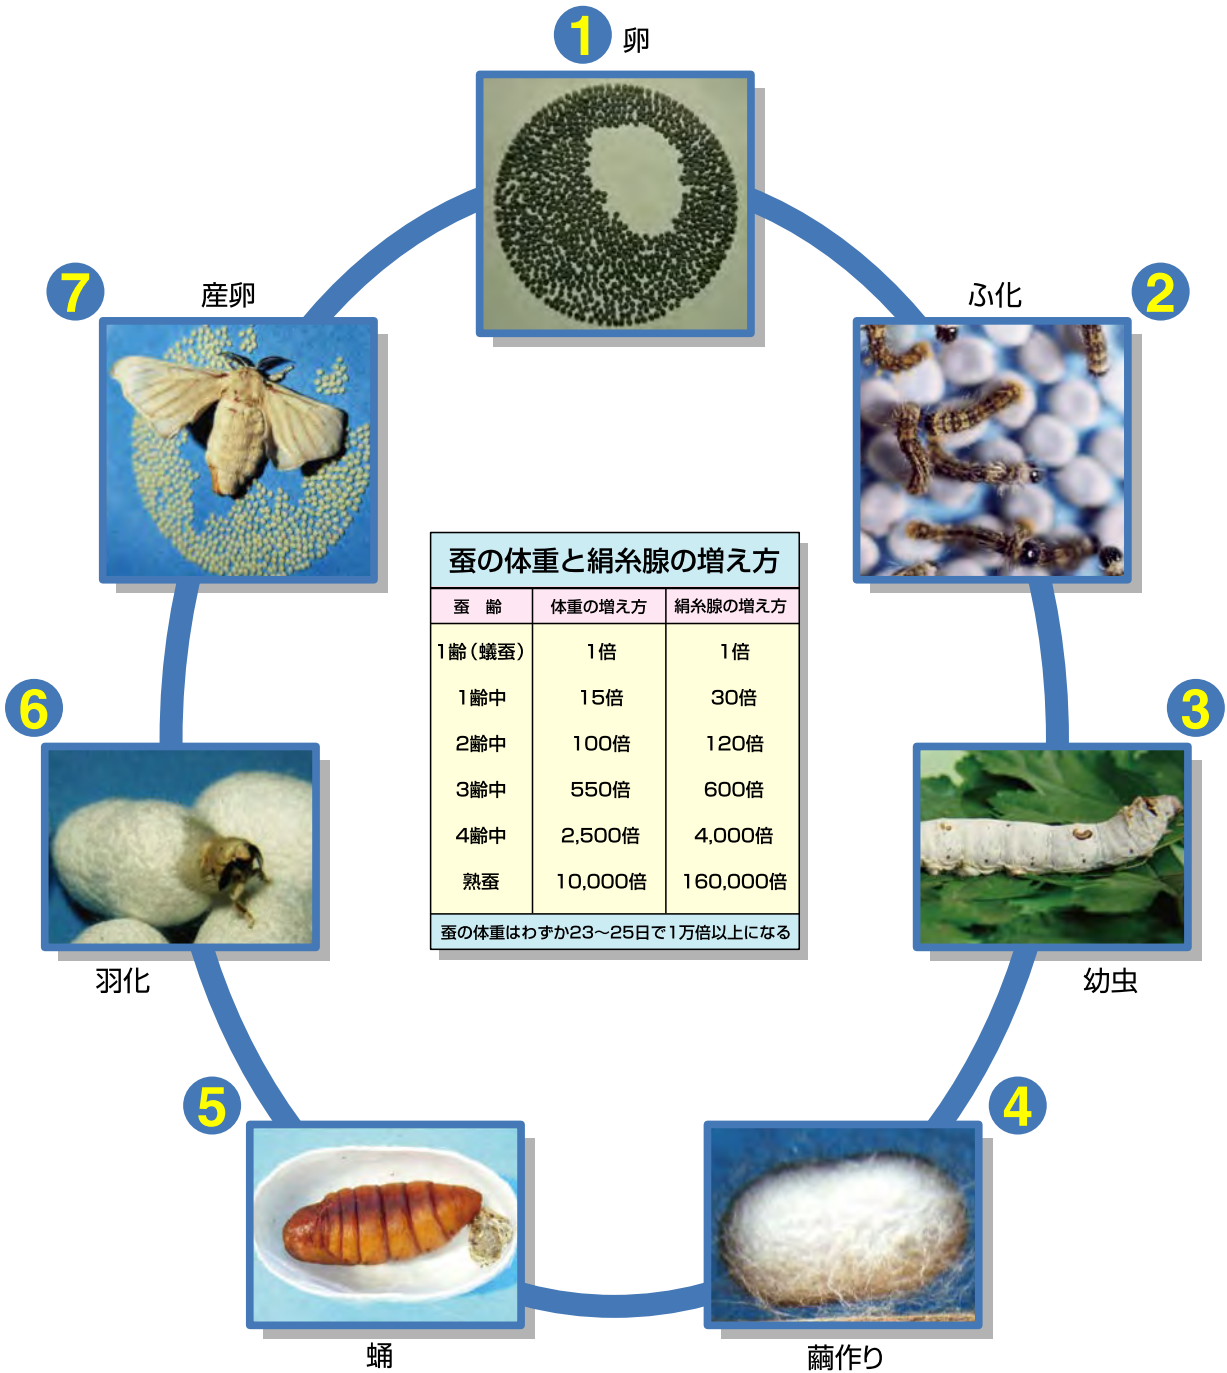 1 卵
2 ふ化
3 幼虫
4 繭作り
5 蛹
6 羽化
7 産卵
蚕の体重と絹糸腺の増え方
蚕 齢 体重の増え方 絹糸腺の増え方
1齢(蟻蚕) 1倍 1倍
1齢中 15倍 30倍
2齢中 100倍 120倍
3齢中 550倍 600倍
4齢中 2,500倍 4,000倍
熟蚕 10,000倍 160,000倍
蚕の体重はわずか23〜25日で1万倍以上になる